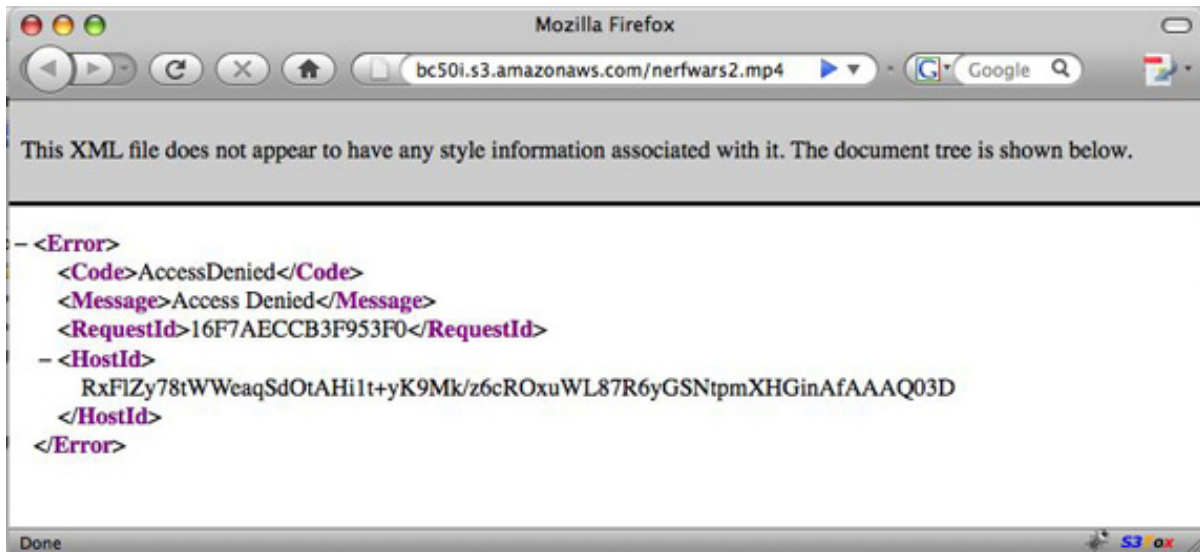 Mozilla Firefox
bc50i.s3.amazonaws.com/nerfwars2.mp4
G Google
This XML file does not appear to have any style information associated with it. The document tree is shown below.
– <Error>
<Code>AccessDenied</Code>
<Message>Access Denied</Message>
<RequestId>16F7AECCB3F953F0</RequestId>
– <HostId>
RxFlZy78tWWeaqSdOtAHi1t+yK9Mk/z6cROxuWL87R6yGSNtpmXHGinAfAAAQ03D
</HostId>
</Error>
Done
S3Fox